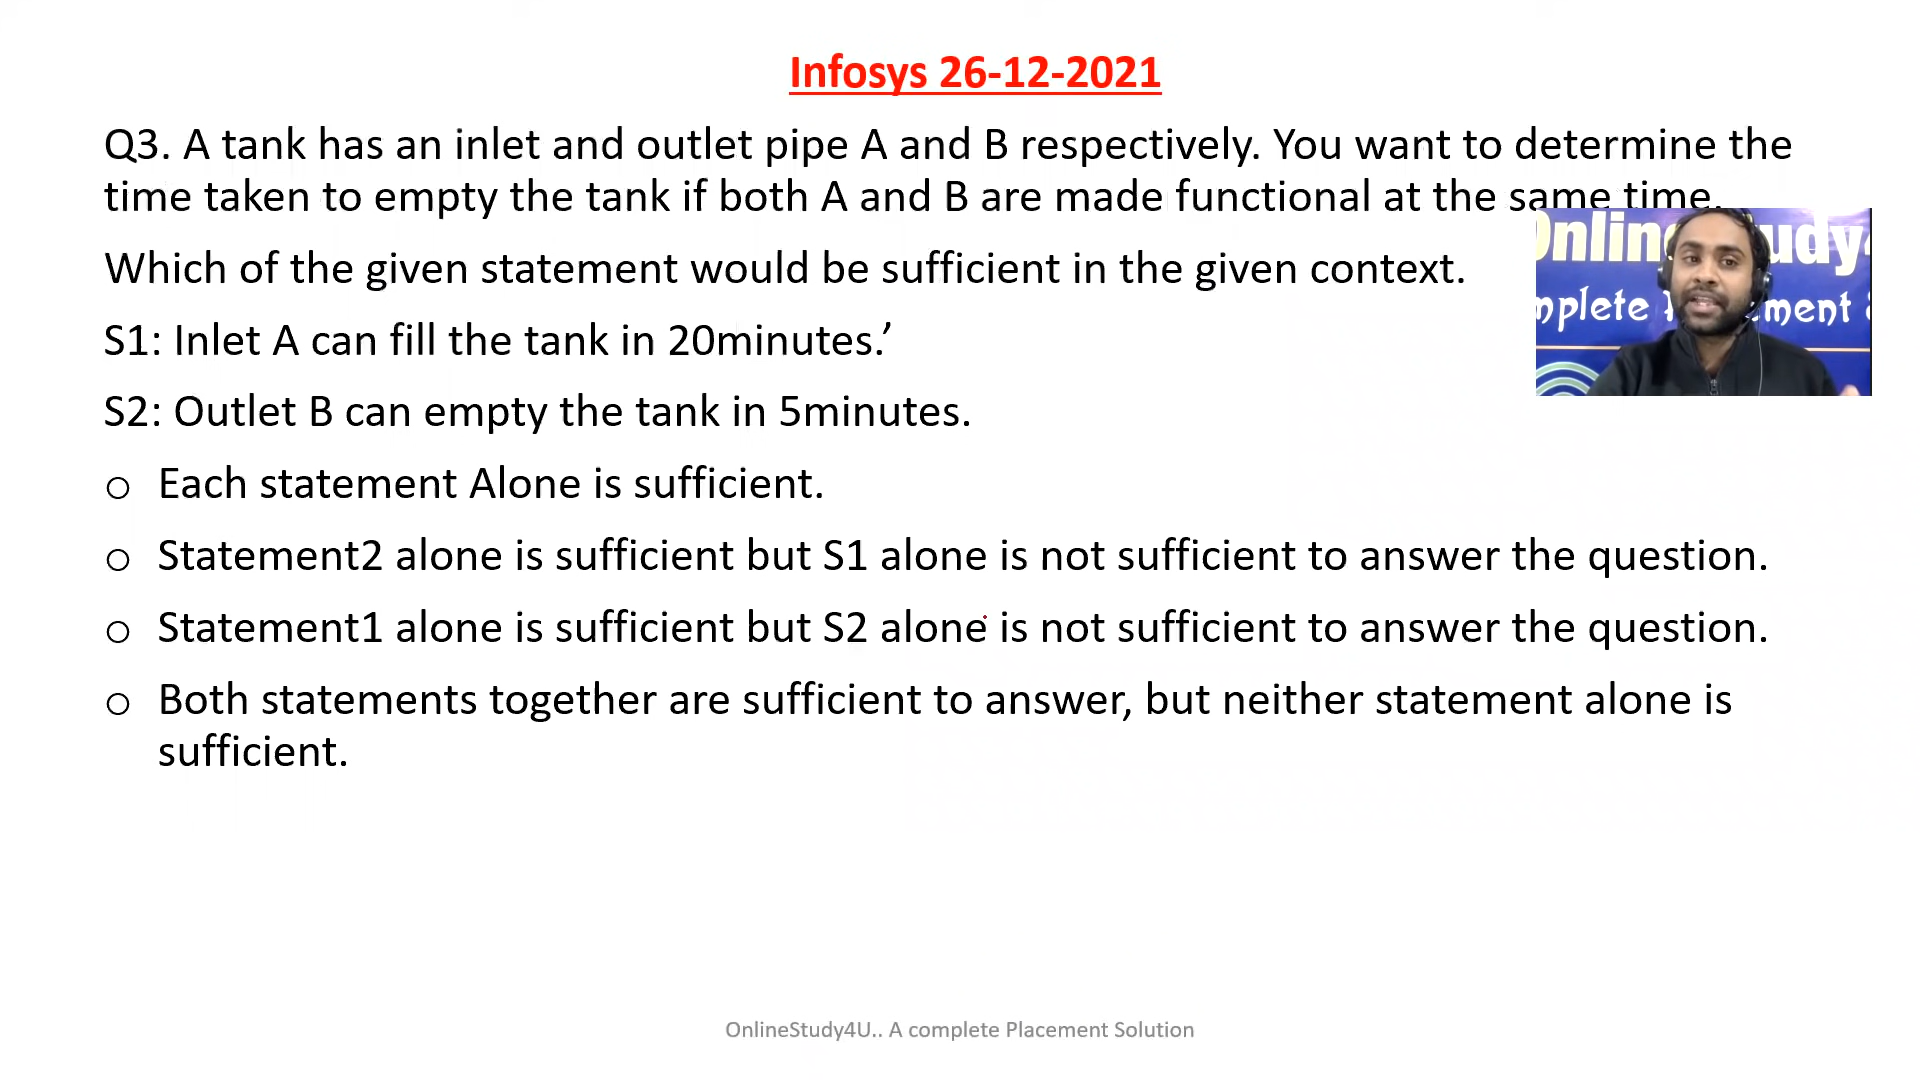 Infosys 26-12-2021
Q3. A tank has an inlet and outlet pipe A and B respectively. You want to determine the
time taken to empty the tank if both A and B are made functional at the same time.
Which of the given statement would be sufficient in the given context.
S1: Inlet A can fill the tank in 20minutes.’
S2: Outlet B can empty the tank in 5minutes.
o Each statement Alone is sufficient.
o Statement2 alone is sufficient but S1 alone is not sufficient to answer the question.
o Statement1 alone is sufficient but S2 alone is not sufficient to answer the question.
o Both statements together are sufficient to answer, but neither statement alone is
sufficient.
OnlineStudy4U.. A complete Placement Solution